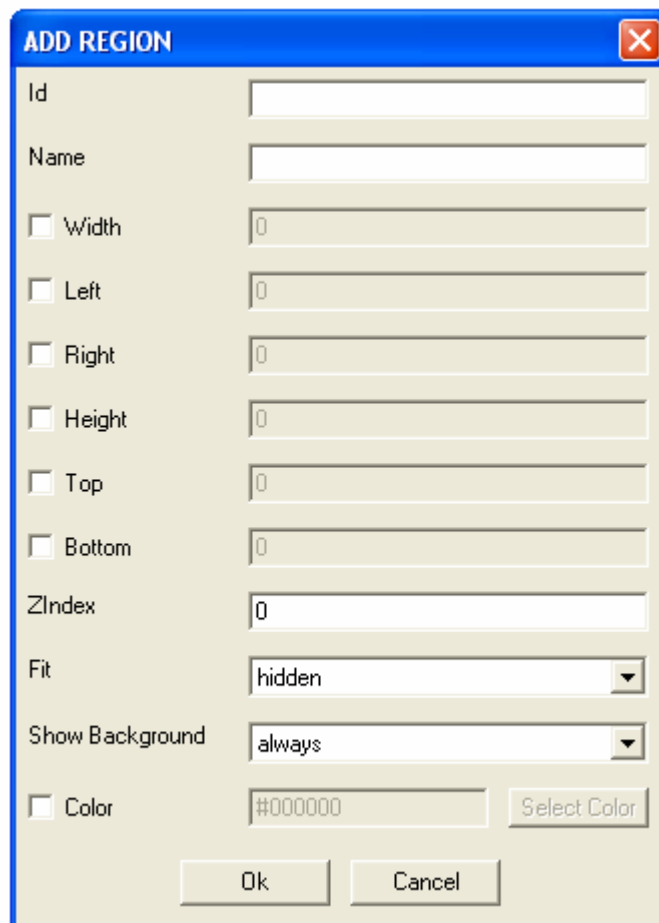 ADD REGION
Id
Name
Width 0
Left 0
Right 0
Height 0
Top 0
Bottom 0
ZIndex 0
Fit hidden
Show Background always
Color #000000 Select Color
Ok Cancel